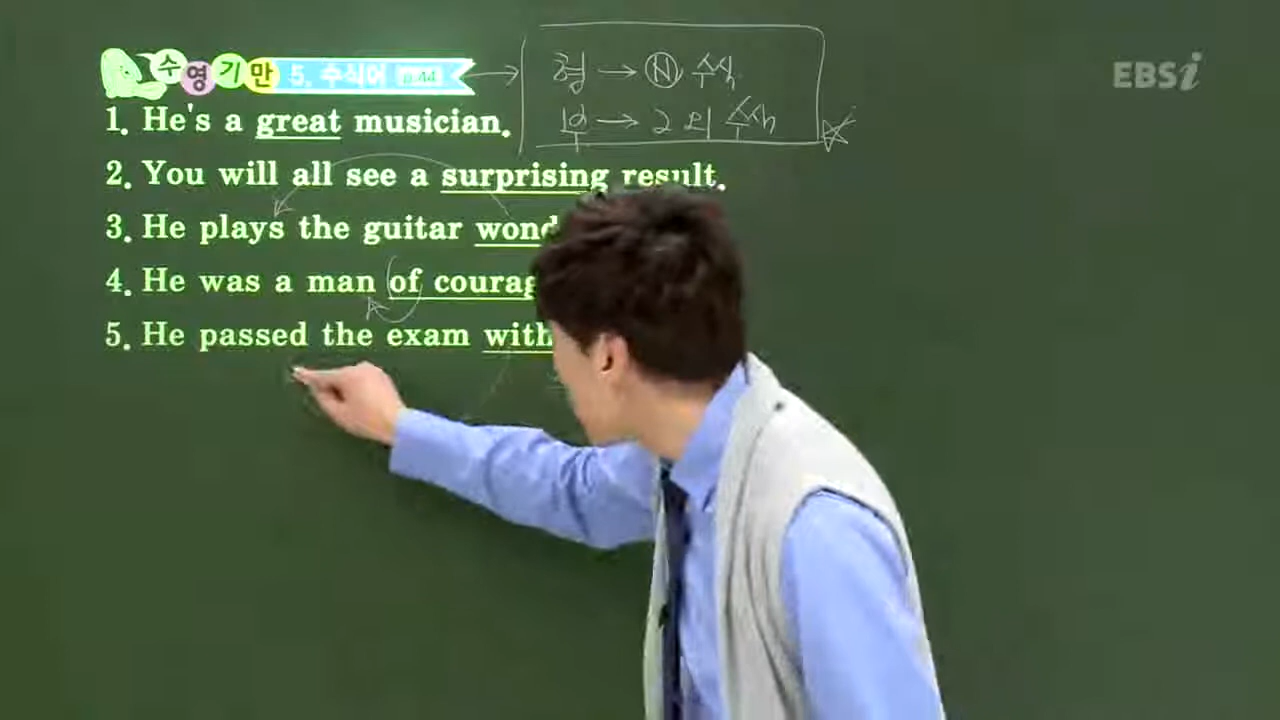 수영기만 5. 수식어 p.44
형 → N 수식
부 → 그 외 수식
EBSi
1. He's a great musician.
2. You will all see a surprising result.
3. He plays the guitar wond
4. He was a man of courag
5. He passed the exam with